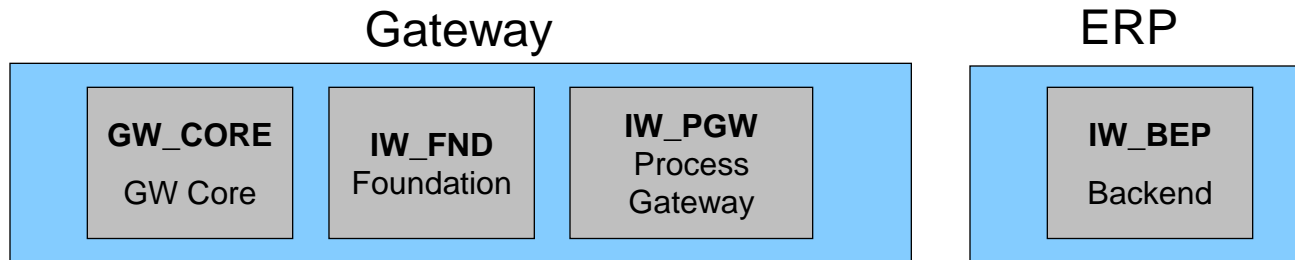 Gateway
ERP
GW_CORE
GW Core
IW_FND
Foundation
IW_PGW
Process
Gateway
IW_BEP
Backend